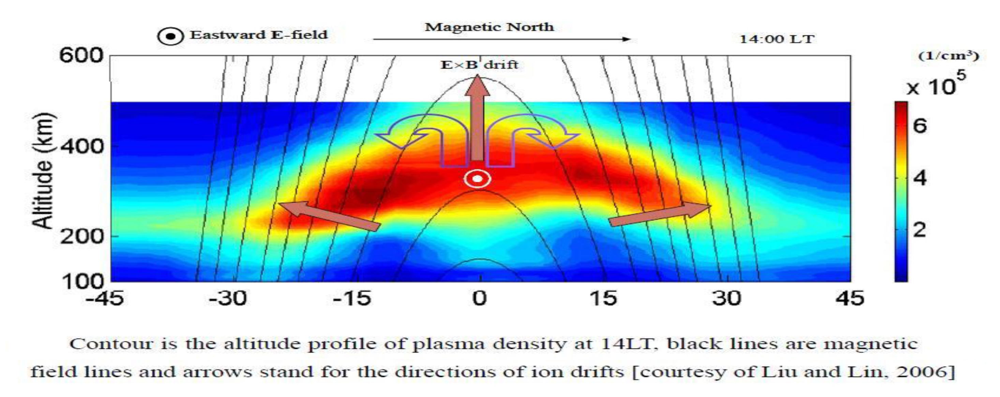 Magnetic North
Eastward E-field
14:00 LT
600
E×B drift
(1/cm³)
x 10⁵
6
Altitude (km)
400
4
200
2
100
-45 -30 -15 0 15 30 45
Contour is the altitude profile of plasma density at 14LT, black lines are magnetic
field lines and arrows stand for the directions of ion drifts [courtesy of Liu and Lin, 2006]